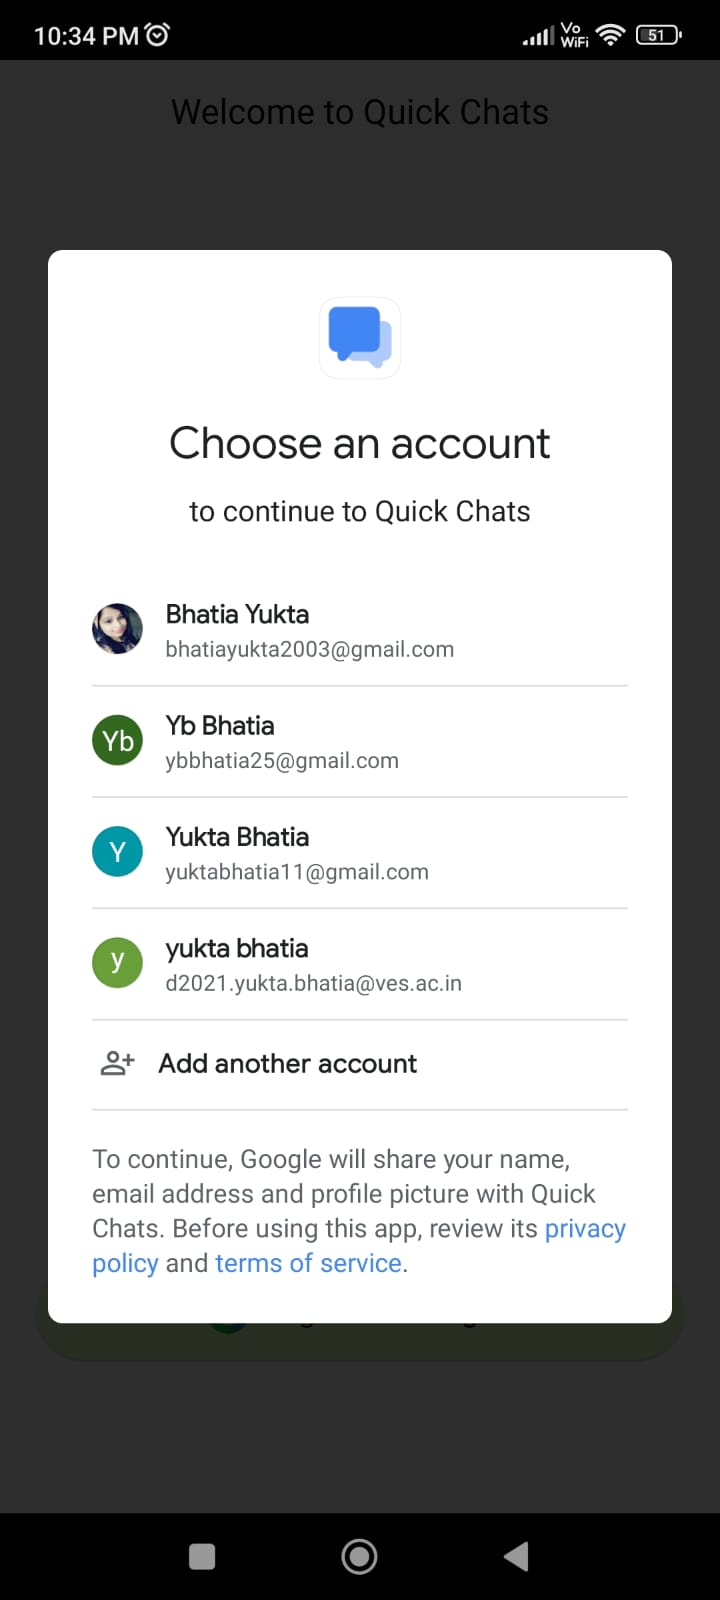 10:34 PM
Vo
WiFi
51
Welcome to Quick Chats
Choose an account
to continue to Quick Chats
Bhatia Yukta
bhatiayukta2003@gmail.com
Yb
Yb Bhatia
ybbhatia25@gmail.com
Y
Yukta Bhatia
yuktabhatia11@gmail.com
y
yukta bhatia
d2021.yukta.bhatia@ves.ac.in
Add another account
To continue, Google will share your name,
email address and profile picture with Quick
Chats. Before using this app, review its privacy
policy and terms of service.